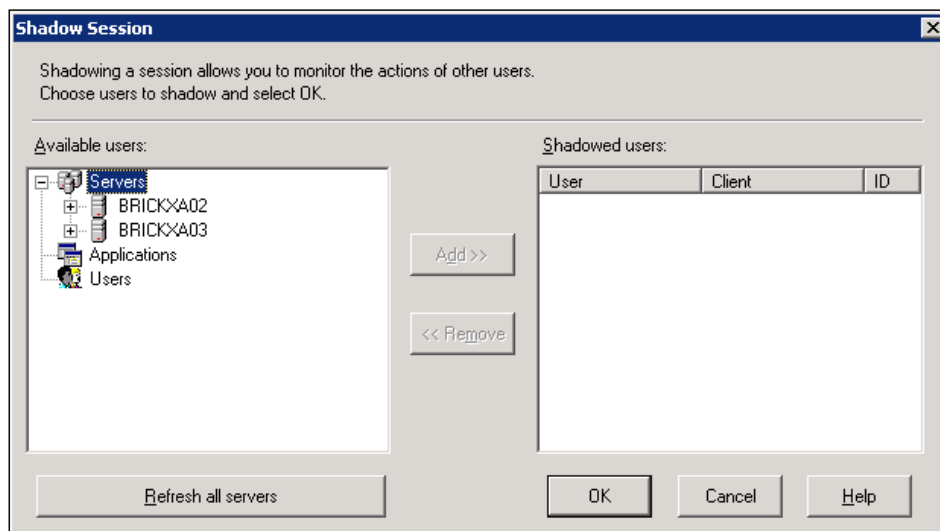 Shadow Session
Shadowing a session allows you to monitor the actions of other users.
Choose users to shadow and select OK.
Available users:
Servers
BRICKXA02
BRICKXA03
Applications
Users
Add >>
<< Remove
Shadowed users:
User Client ID
Refresh all servers
OK Cancel Help